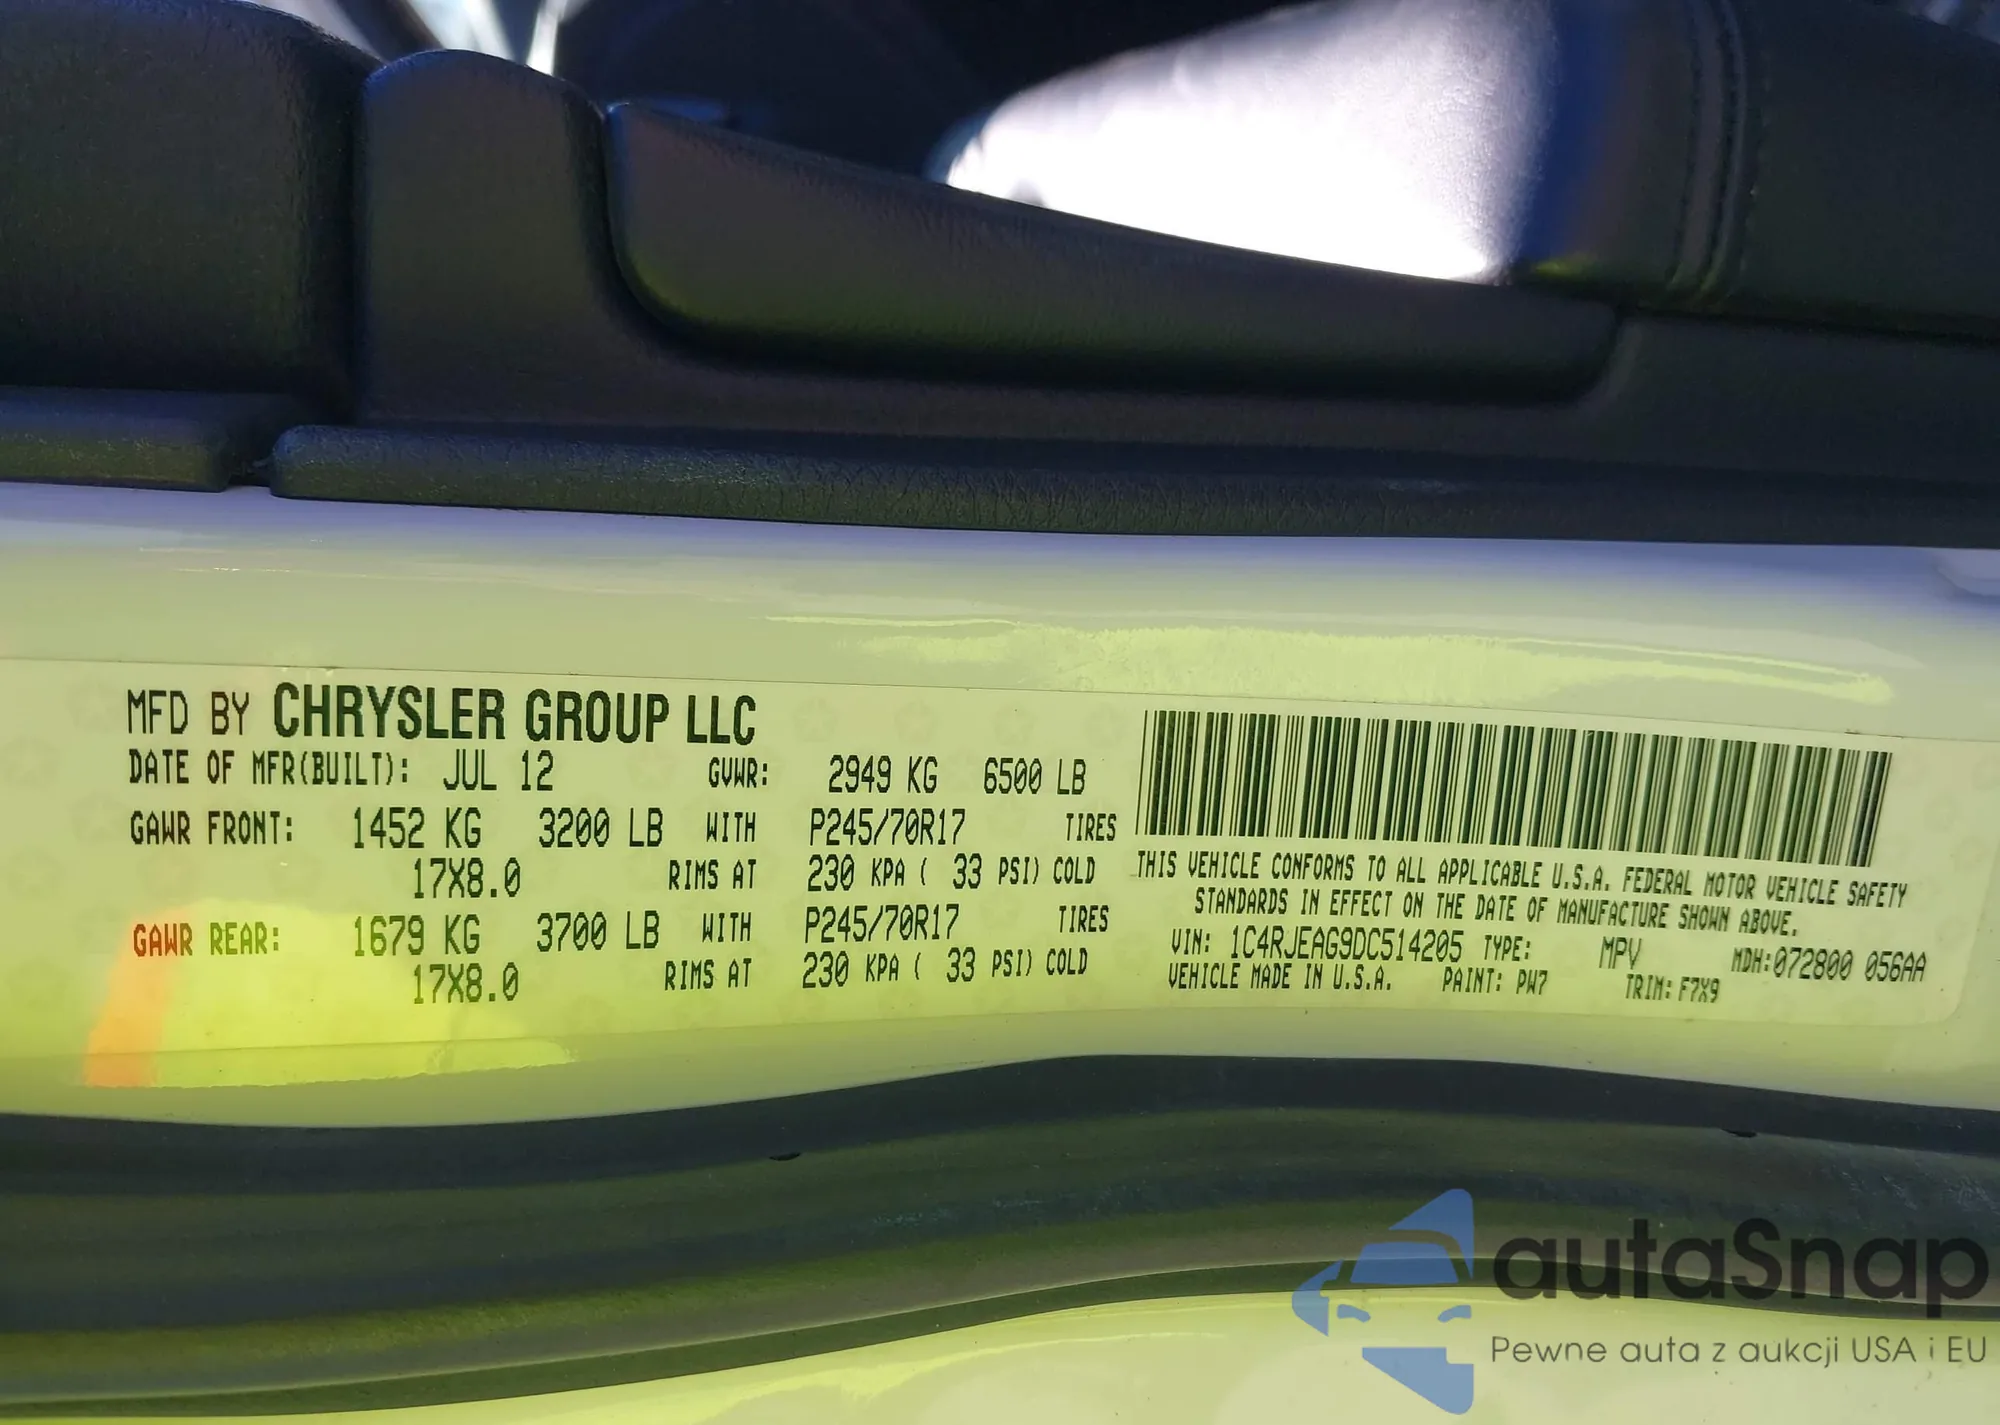 MFD BY CHRYSLER GROUP LLC
DATE OF MFR(BUILT): JUL 12 GVWR: 2949 KG 6500 LB
GAWR FRONT: 1452 KG 3200 LB WITH P245/70R17 TIRES
17X8.0 RIMS AT 230 KPA ( 33 PSI) COLD
GAWR REAR: 1679 KG 3700 LB WITH P245/70R17 TIRES
17X8.0 RIMS AT 230 KPA ( 33 PSI) COLD
THIS VEHICLE CONFORMS TO ALL APPLICABLE U.S.A. FEDERAL MOTOR VEHICLE SAFETY
STANDARDS IN EFFECT ON THE DATE OF MANUFACTURE SHOWN ABOVE.
VIN: 1C4RJEAG9DC514205 TYPE: MPV MDH:072800 056AA
VEHICLE MADE IN U.S.A. PAINT: PW7 TRIM: F7X9
autaSnap
Pewne auta z aukcji USA i EU